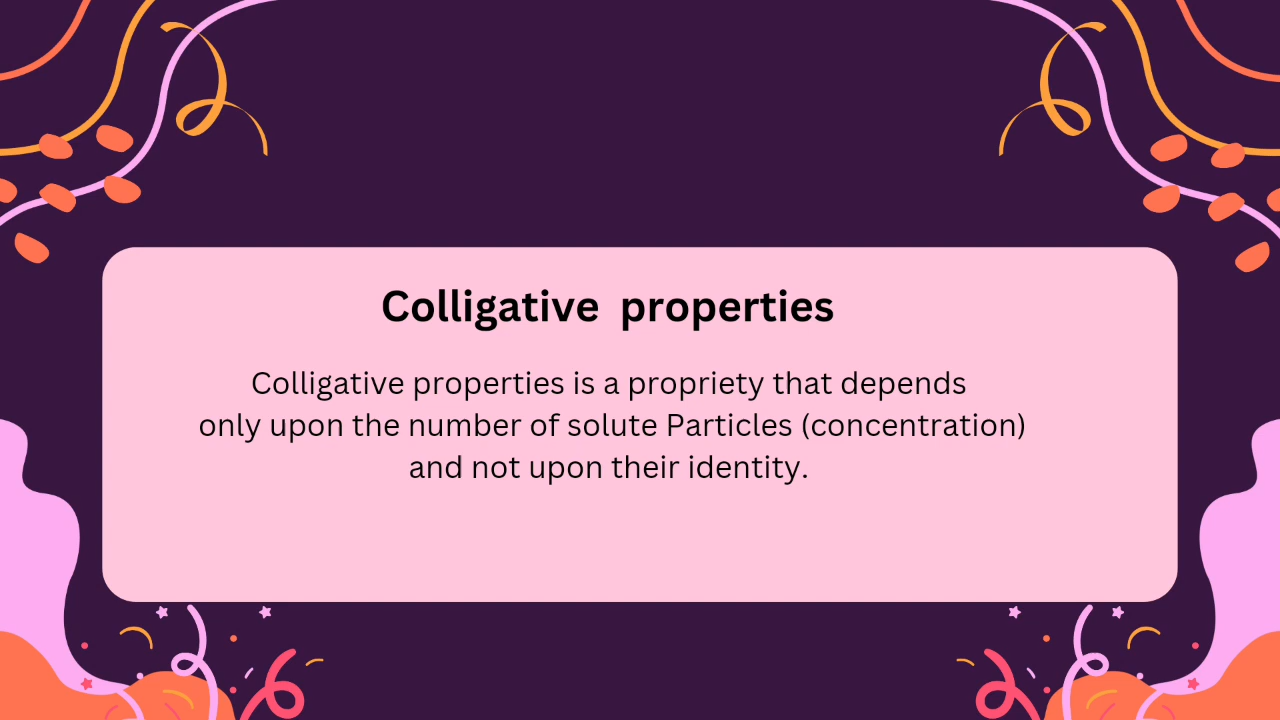 Colligative properties
Colligative properties is a propriety that depends
only upon the number of solute Particles (concentration)
and not upon their identity.